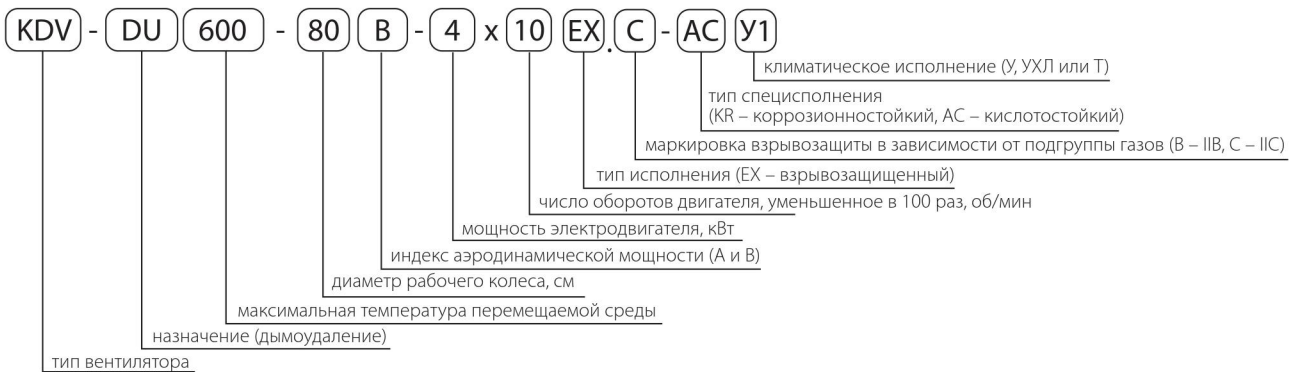 KDV - DU 600 - 80 B - 4 x 10 EX . C - AC У1
климатическое исполнение (У, УХЛ или Т)
тип специсполнения
(KR – коррозионностойкий, AC – кислотостойкий)
маркировка взрывозащиты в зависимости от подгруппы газов (B – IIB, C – IIC)
тип исполнения (EX – взрывозащищенный)
число оборотов двигателя, уменьшенное в 100 раз, об/мин
мощность электродвигателя, кВт
индекс аэродинамической мощности (А и В)
диаметр рабочего колеса, см
максимальная температура перемещаемой среды
назначение (дымоудаление)
тип вентилятора